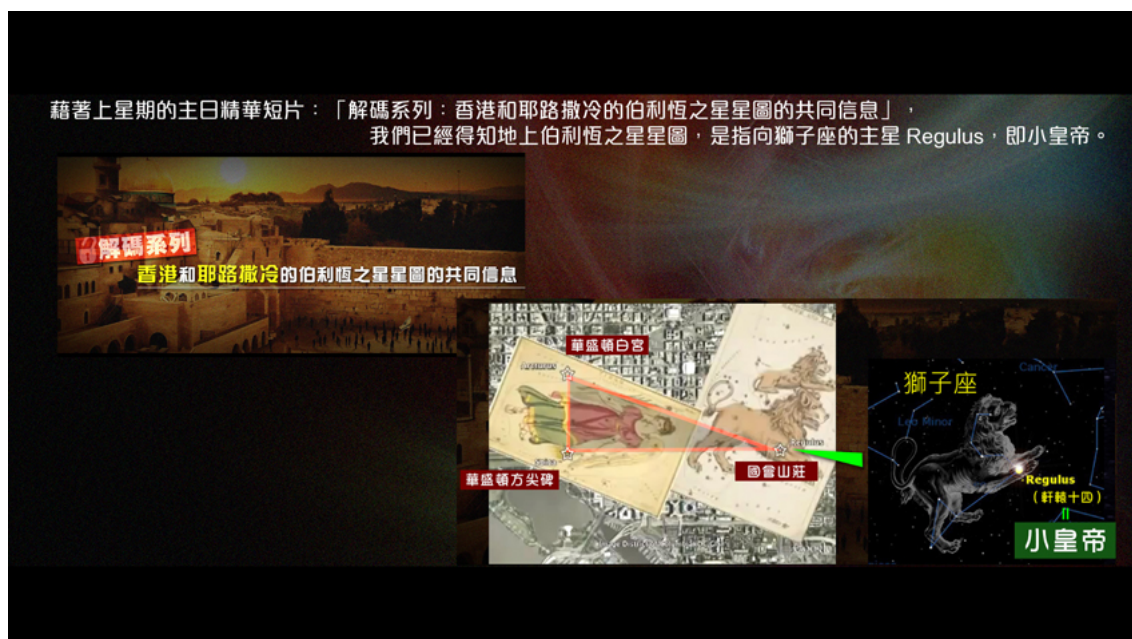 藉著上星期的主日精華短片：「解碼系列：香港和耶路撒冷的伯利恆之星星圖的共同信息」，
我們已經得知地上伯利恆之星星圖，是指向獅子座的主星 Regulus，即小皇帝。
解碼系列
香港和耶路撒冷的伯利恆之星星圖的共同信息
華盛頓白宮
Arcturus
Regulus
國會山莊
華盛頓方尖碑
獅子座
Cancer
Leo Minor
Regulus
（軒轅十四）
小皇帝